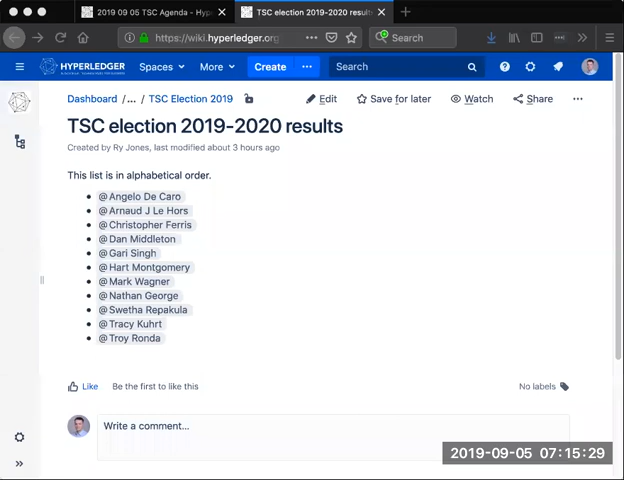 2019 09 05 TSC Agenda - Hyp
TSC election 2019-2020 resul
https://wiki.hyperledger.org
Search
HYPERLEDGER
Spaces
More
Create
Search
Dashboard /... / TSC Election 2019
Edit
Save for later
Watch
Share
TSC election 2019-2020 results
Created by Ry Jones, last modified about 3 hours ago
This list is in alphabetical order.
@Angelo De Caro
@Arnaud J Le Hors
@Christopher Ferris
@Dan Middleton
@Gari Singh
@Hart Montgomery
@Mark Wagner
@Nathan George
@Swetha Repakula
@Tracy Kuhrt
@Troy Ronda
Like
Be the first to like this
No labels
Write a comment...
2019-09-05 07:15:29